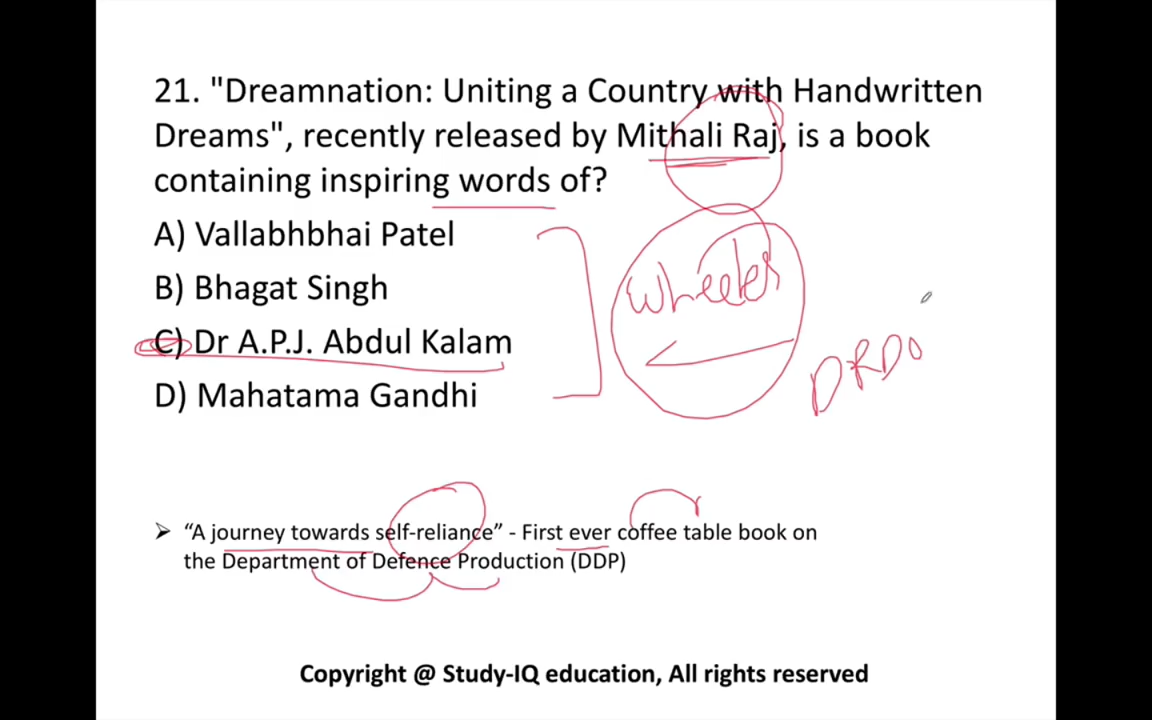 21. "Dreamnation: Uniting a Country with Handwritten
Dreams", recently released by Mithali Raj, is a book
containing inspiring words of?
A) Vallabhbhai Patel
B) Bhagat Singh
wheeler
C) Dr A.P.J. Abdul Kalam
DRDO
D) Mahatama Gandhi
➢ “A journey towards self-reliance” - First ever coffee table book on
the Department of Defence Production (DDP)
Copyright @ Study-IQ education, All rights reserved